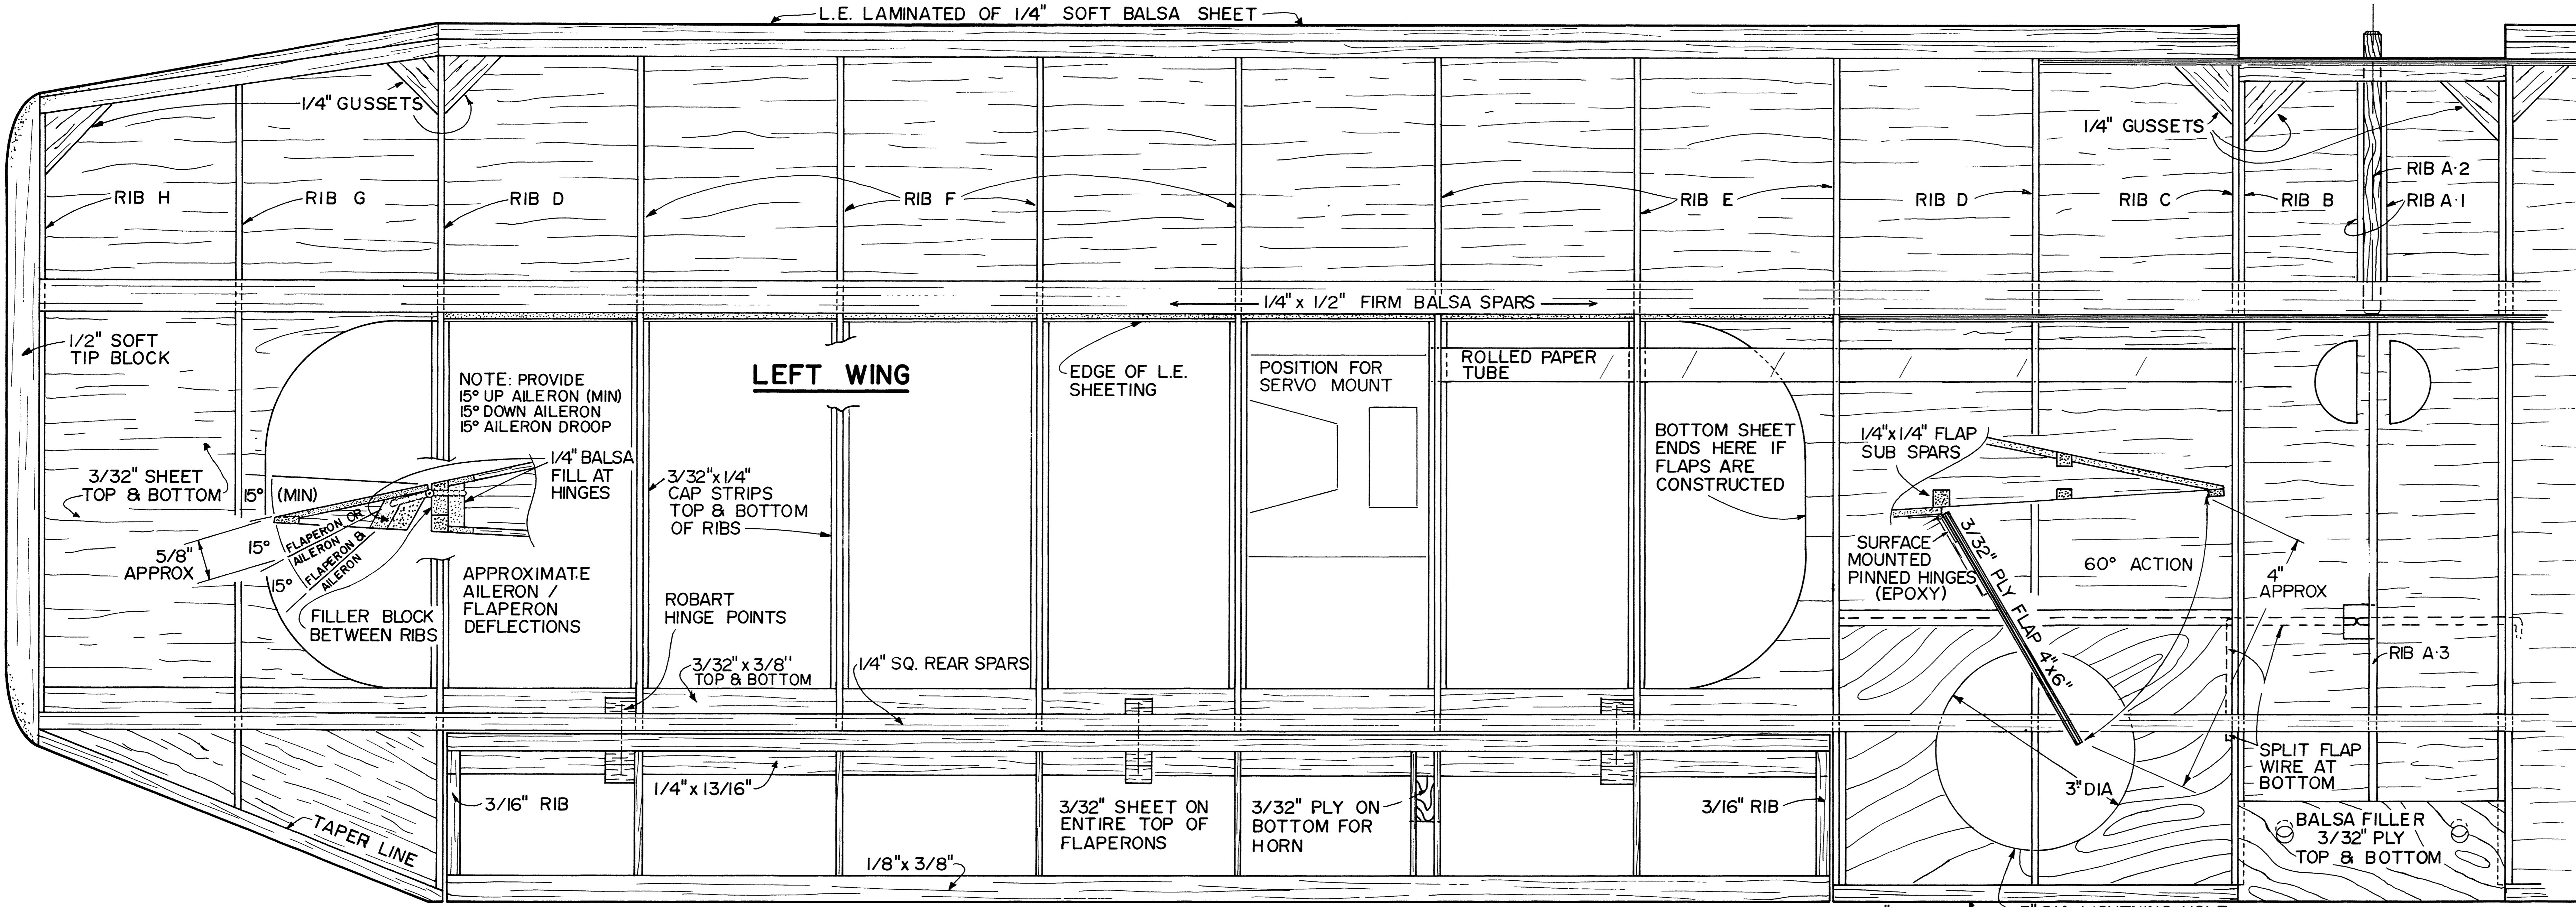 L.E. LAMINATED OF 1/4" SOFT BALSA SHEET
1/4" GUSSETS
1/4" GUSSETS
RIB H
RIB G
RIB D
RIB F
RIB E
RIB D
RIB C
RIB B
RIB A-2
RIB A-1
1/4" x 1/2" FIRM BALSA SPARS
1/2" SOFT
TIP BLOCK
NOTE: PROVIDE
15° UP AILERON (MIN)
15° DOWN AILERON
15° AILERON DROOP
LEFT WING
EDGE OF L.E.
SHEETING
POSITION FOR
SERVO MOUNT
ROLLED PAPER
TUBE
3/32" SHEET
TOP & BOTTOM
15° (MIN)
15°
15°
FLAPERON OR
AILERON
FLAPERON &
AILERON
5/8"
APPROX
1/4" BALSA
FILL AT
HINGES
3/32" x 1/4"
CAP STRIPS
TOP & BOTTOM
OF RIBS
BOTTOM SHEET
ENDS HERE IF
FLAPS ARE
CONSTRUCTED
1/4" x 1/4" FLAP
SUB SPARS
SURFACE
MOUNTED
PINNED HINGES
(EPOXY)
3/32" PLY FLAP 4"x6"
60° ACTION
4"
APPROX
FILLER BLOCK
BETWEEN RIBS
APPROXIMATE
AILERON /
FLAPERON
DEFLECTIONS
ROBART
HINGE POINTS
3/32" x 3/8"
TOP & BOTTOM
1/4" SQ. REAR SPARS
RIB A-3
SPLIT FLAP
WIRE AT
BOTTOM
3" DIA
3/16" RIB
1/4" x 13/16"
3/32" SHEET ON
ENTIRE TOP OF
FLAPERONS
3/32" PLY ON
BOTTOM FOR
HORN
3/16" RIB
BALSA FILLER
3/32" PLY
TOP & BOTTOM
TAPER LINE
1/8" x 3/8"